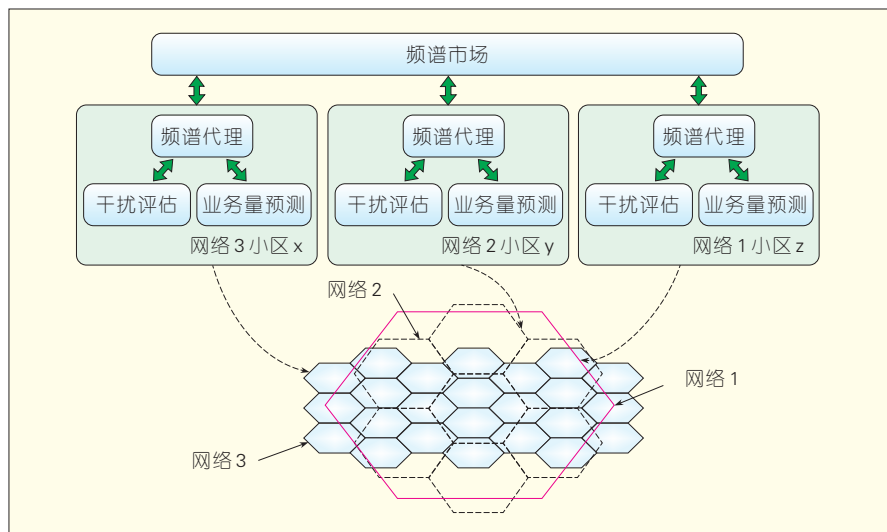 频谱市场
频谱代理
频谱代理
频谱代理
干扰评估 业务量预测
干扰评估 业务量预测
干扰评估 业务量预测
网络3小区x
网络2小区y
网络1小区z
网络2
网络1
网络3